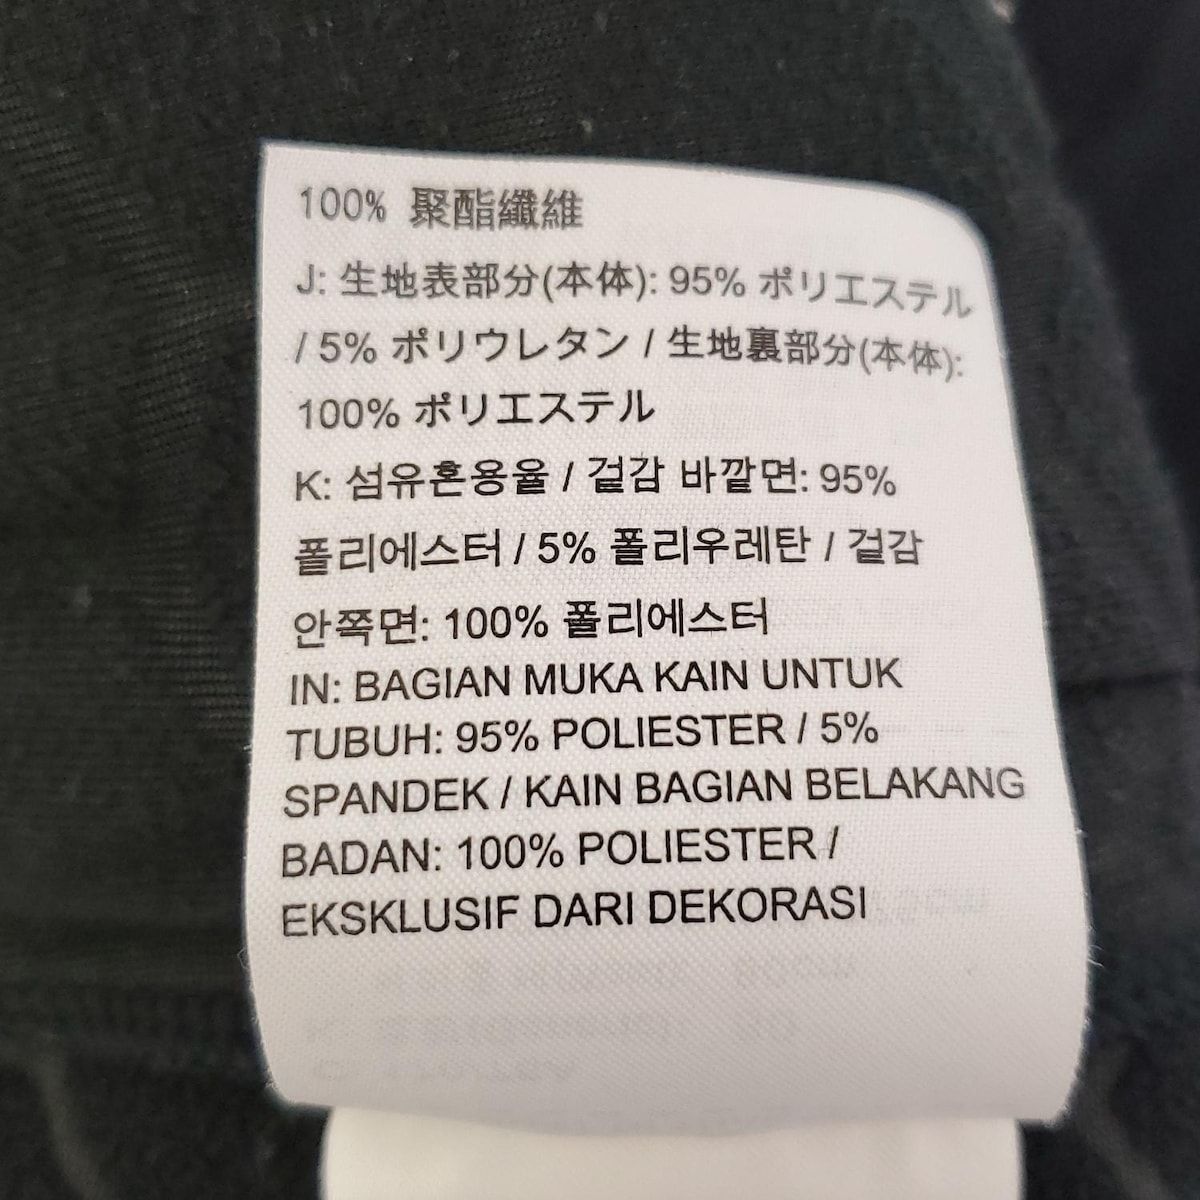 100% 聚酯纖維
J: 生地表部分(本体): 95% ポリエステル
/ 5% ポリウレタン / 生地裏部分(本体):
100% ポリエステル
K: 섬유혼용율 / 겉감 바깥면: 95%
폴리에스터 / 5% 폴리우레탄 / 겉감
안쪽면: 100% 폴리에스터
IN: BAGIAN MUKA KAIN UNTUK
TUBUH: 95% POLIESTER / 5%
SPANDEK / KAIN BAGIAN BELAKANG
BADAN: 100% POLIESTER /
EKSKLUSIF DARI DEKORASI